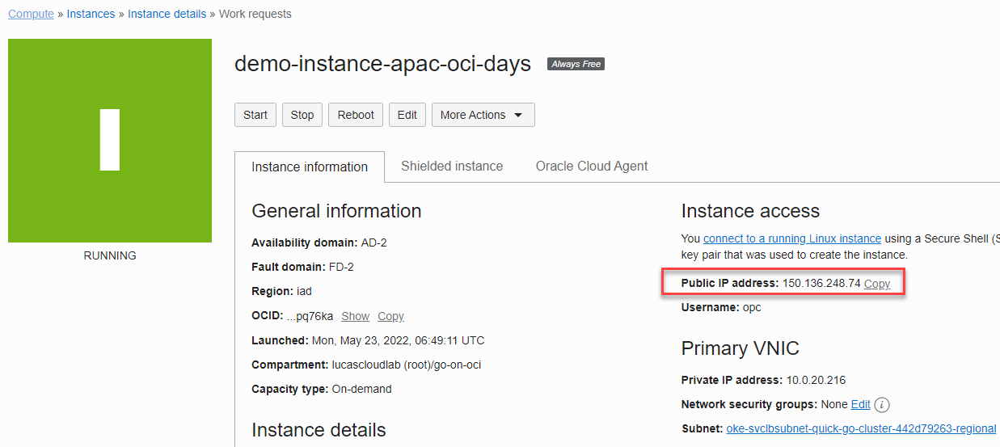 Compute » Instances » Instance details » Work requests
demo-instance-apac-oci-days Always Free
Start Stop Reboot Edit More Actions
RUNNING
Instance information Shielded instance Oracle Cloud Agent
General information
Availability domain: AD-2
Fault domain: FD-2
Region: iad
OCID: ...pq76ka Show Copy
Launched: Mon, May 23, 2022, 06:49:11 UTC
Compartment: lucascloudlab (root)/go-on-oci
Capacity type: On-demand
Instance details
Instance access
You connect to a running Linux instance using a Secure Shell (S
key pair that was used to create the instance.
Public IP address: 150.136.248.74 Copy
Username: opc
Primary VNIC
Private IP address: 10.0.20.216
Network security groups: None Edit i
Subnet: oke-svclbsubnet-quick-go-cluster-442d79263-regional